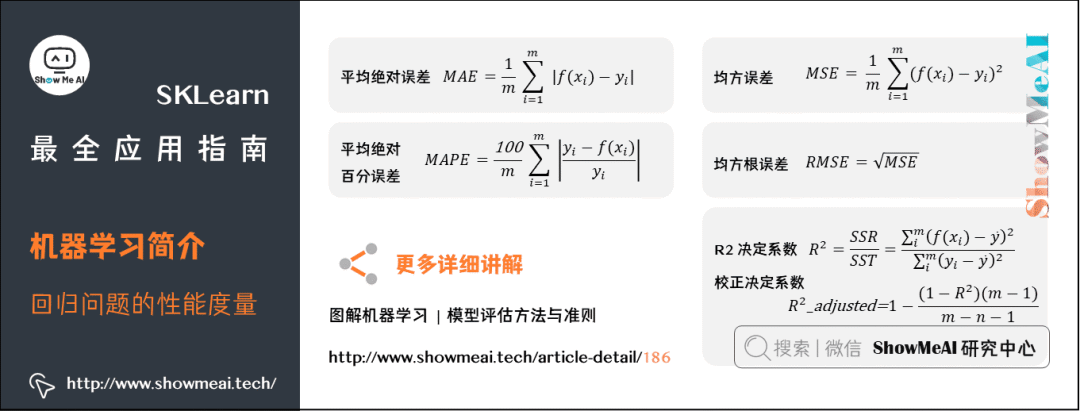 Show Me AI
SKLearn
最全应用指南
机器学习简介
回归问题的性能度量
http://www.showmeai.tech/
平均绝对误差 MAE = \frac{1}{m} \sum_{i=1}^{m} |f(x_i) − y_i|
平均绝对
百分误差 MAPE = \frac{100}{m} \sum_{i=1}^{m} \left| \frac{y_i − f(x_i)}{y_i} \right|
更多详细讲解
图解机器学习 | 模型评估方法与准则
http://www.showmeai.tech/article-detail/186
均方误差 MSE = \frac{1}{m} \sum_{i=1}^{m} (f(x_i) − y_i)^2
均方根误差 RMSE = \sqrt{MSE}
R2 决定系数 R^2 = \frac{SSR}{SST} = \frac{\sum_i^m (f(x_i) − \dot{y})^2}{\sum_i^m (y_i − \dot{y})^2}
校正决定系数
R^2_adjusted=1 − \frac{(1 − R^2)(m − 1)}{m − n − 1}
搜索 | 微信 ShowMeAI 研究中心
ShowMeAI